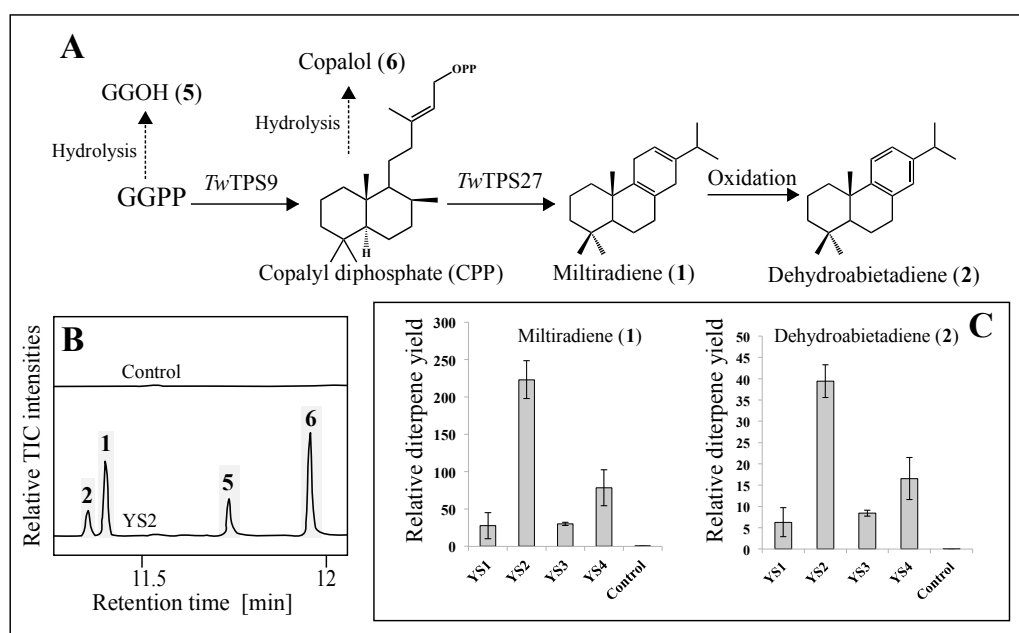 A
GGOH (5)
Hydrolysis
GGPP
TwTPS9
Copalol (6)
Hydrolysis
OPP
H
Copalyl diphosphate (CPP)
TwTPS27
Miltiradiene (1)
Oxidation
Dehydroabietadiene (2)
B
Relative TIC intensities
Control
2
1
5
6
YS2
11.5
12
Retention time [min]
C
Relative diterpene yield
Miltiradiene (1)
300
250
200
150
100
50
0
YS1
YS2
YS3
YS4
Control
Relative diterpene yield
Dehydroabietadiene (2)
50
45
40
35
30
25
20
15
10
5
0
YS1
YS2
YS3
YS4
Control